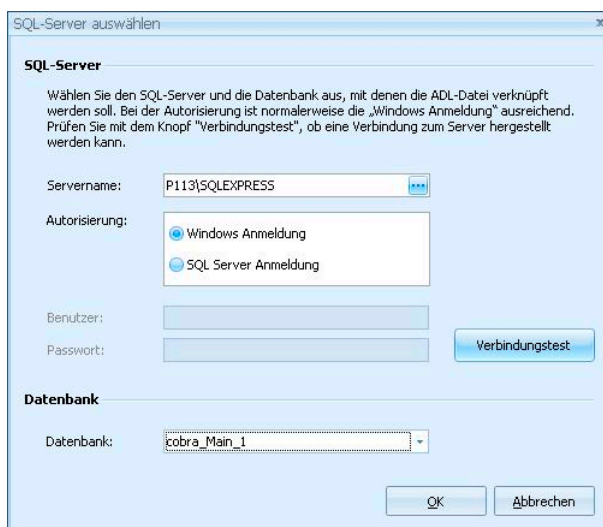 SQL-Server auswählen
SQL-Server
Wählen Sie den SQL-Server und die Datenbank aus, mit denen die ADL-Datei verknüpft
werden soll. Bei der Autorisierung ist normalerweise die „Windows Anmeldung" ausreichend.
Prüfen Sie mit dem Knopf "Verbindungstest", ob eine Verbindung zum Server hergestellt
werden kann.
Servername: P113\SQLEXPRESS
Autorisierung:
Windows Anmeldung
SQL Server Anmeldung
Benutzer:
Passwort:
Verbindungstest
Datenbank
Datenbank: cobra_Main_1
OK Abbrechen